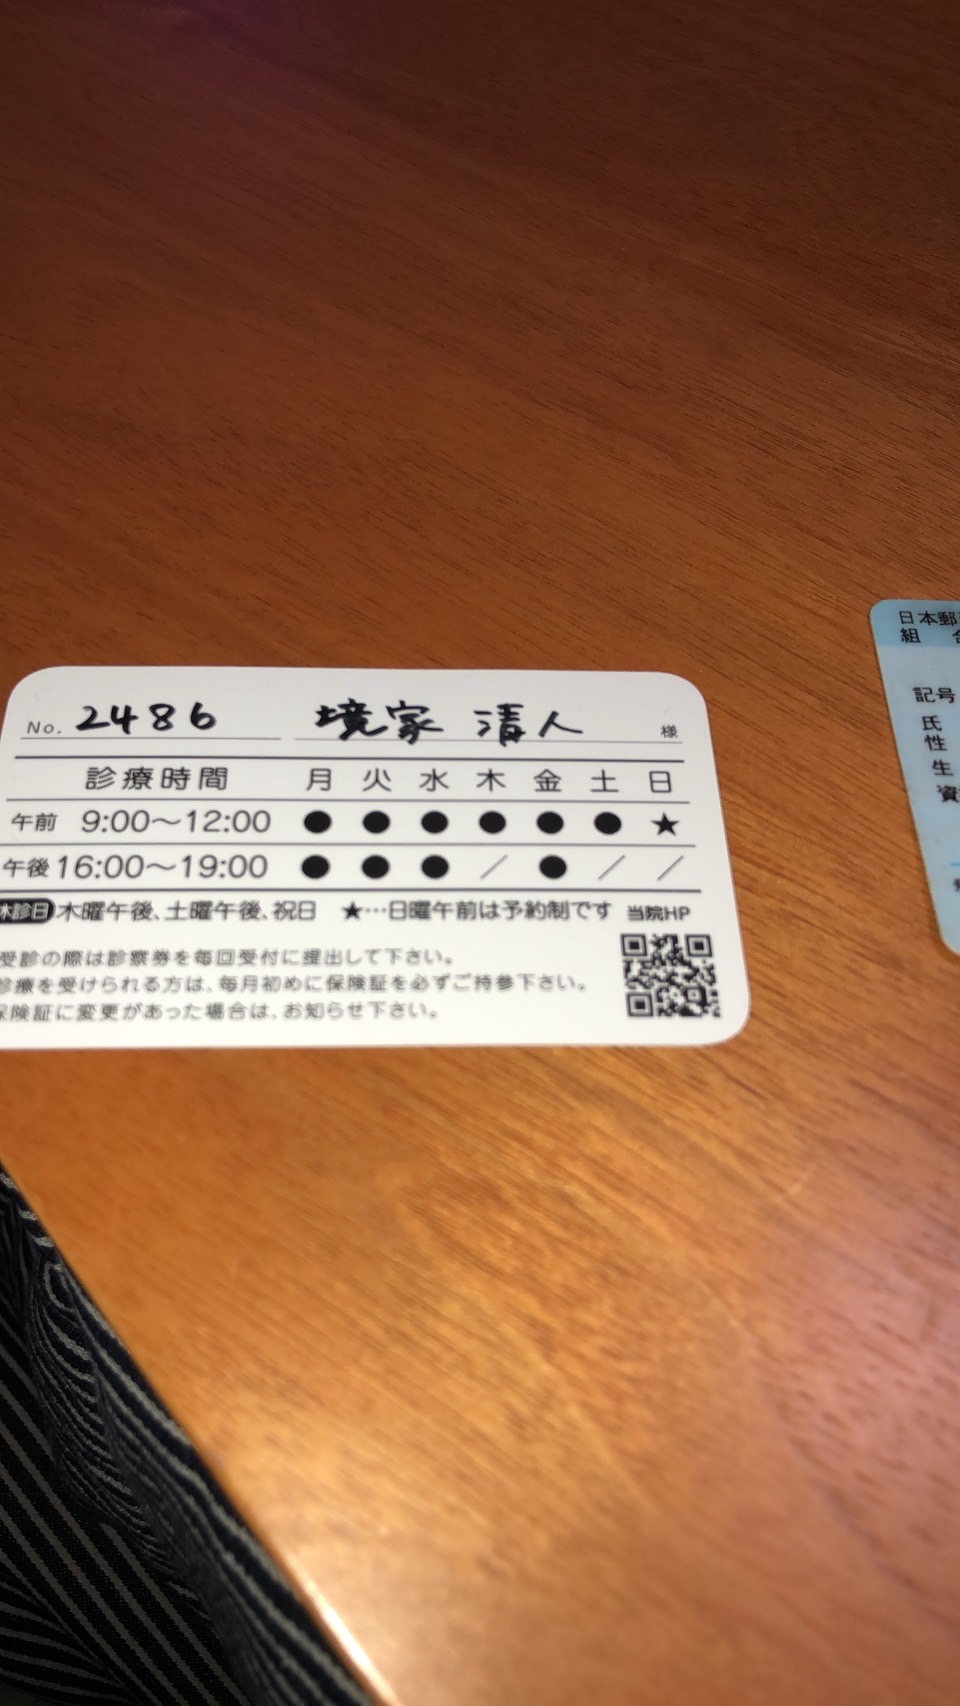 No. 2486 境家 清人 様
診療時間 月 火 水 木 金 土 日
午前 9:00〜12:00 ● ● ● ● ● ● ★
午後 16:00〜19:00 ● ● ● ／ ● ／ ／
休診日 木曜午後、土曜午後、祝日 ★…日曜午前は予約制です 当院HP
受診の際は診察券を毎回受付に提出して下さい。
診療を受けられる方は、毎月初めに保険証を必ずご持参下さい。
保険証に変更があった場合は、お知らせ下さい。
日本郵
組
記号
氏
性
生
資